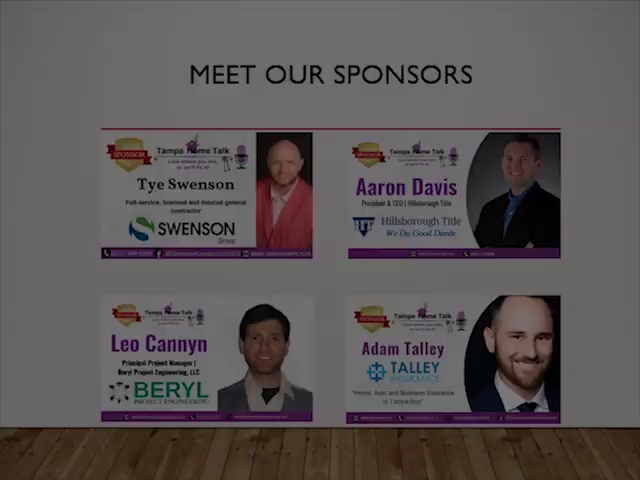 MEET OUR SPONSORS
SPONSOR
Tampa Home Talk
Tye Swenson
Full-service, licensed and insured general
contractor
SWENSON
Group
SPONSOR
Tampa Home Talk
Aaron Davis
President & CEO | Hillsborough Title
Hillsborough Title
We Do Good Deeds
SPONSOR
Tampa Home Talk
Leo Cannyn
Principal Project Manager |
Beryl Project Engineering, LLC
BERYL
PROJECT ENGINEERING
SPONSOR
Tampa Home Talk
Adam Talley
TALLEY
INSURANCE
"Home, Auto and Business Insurance
in Tampa Bay"